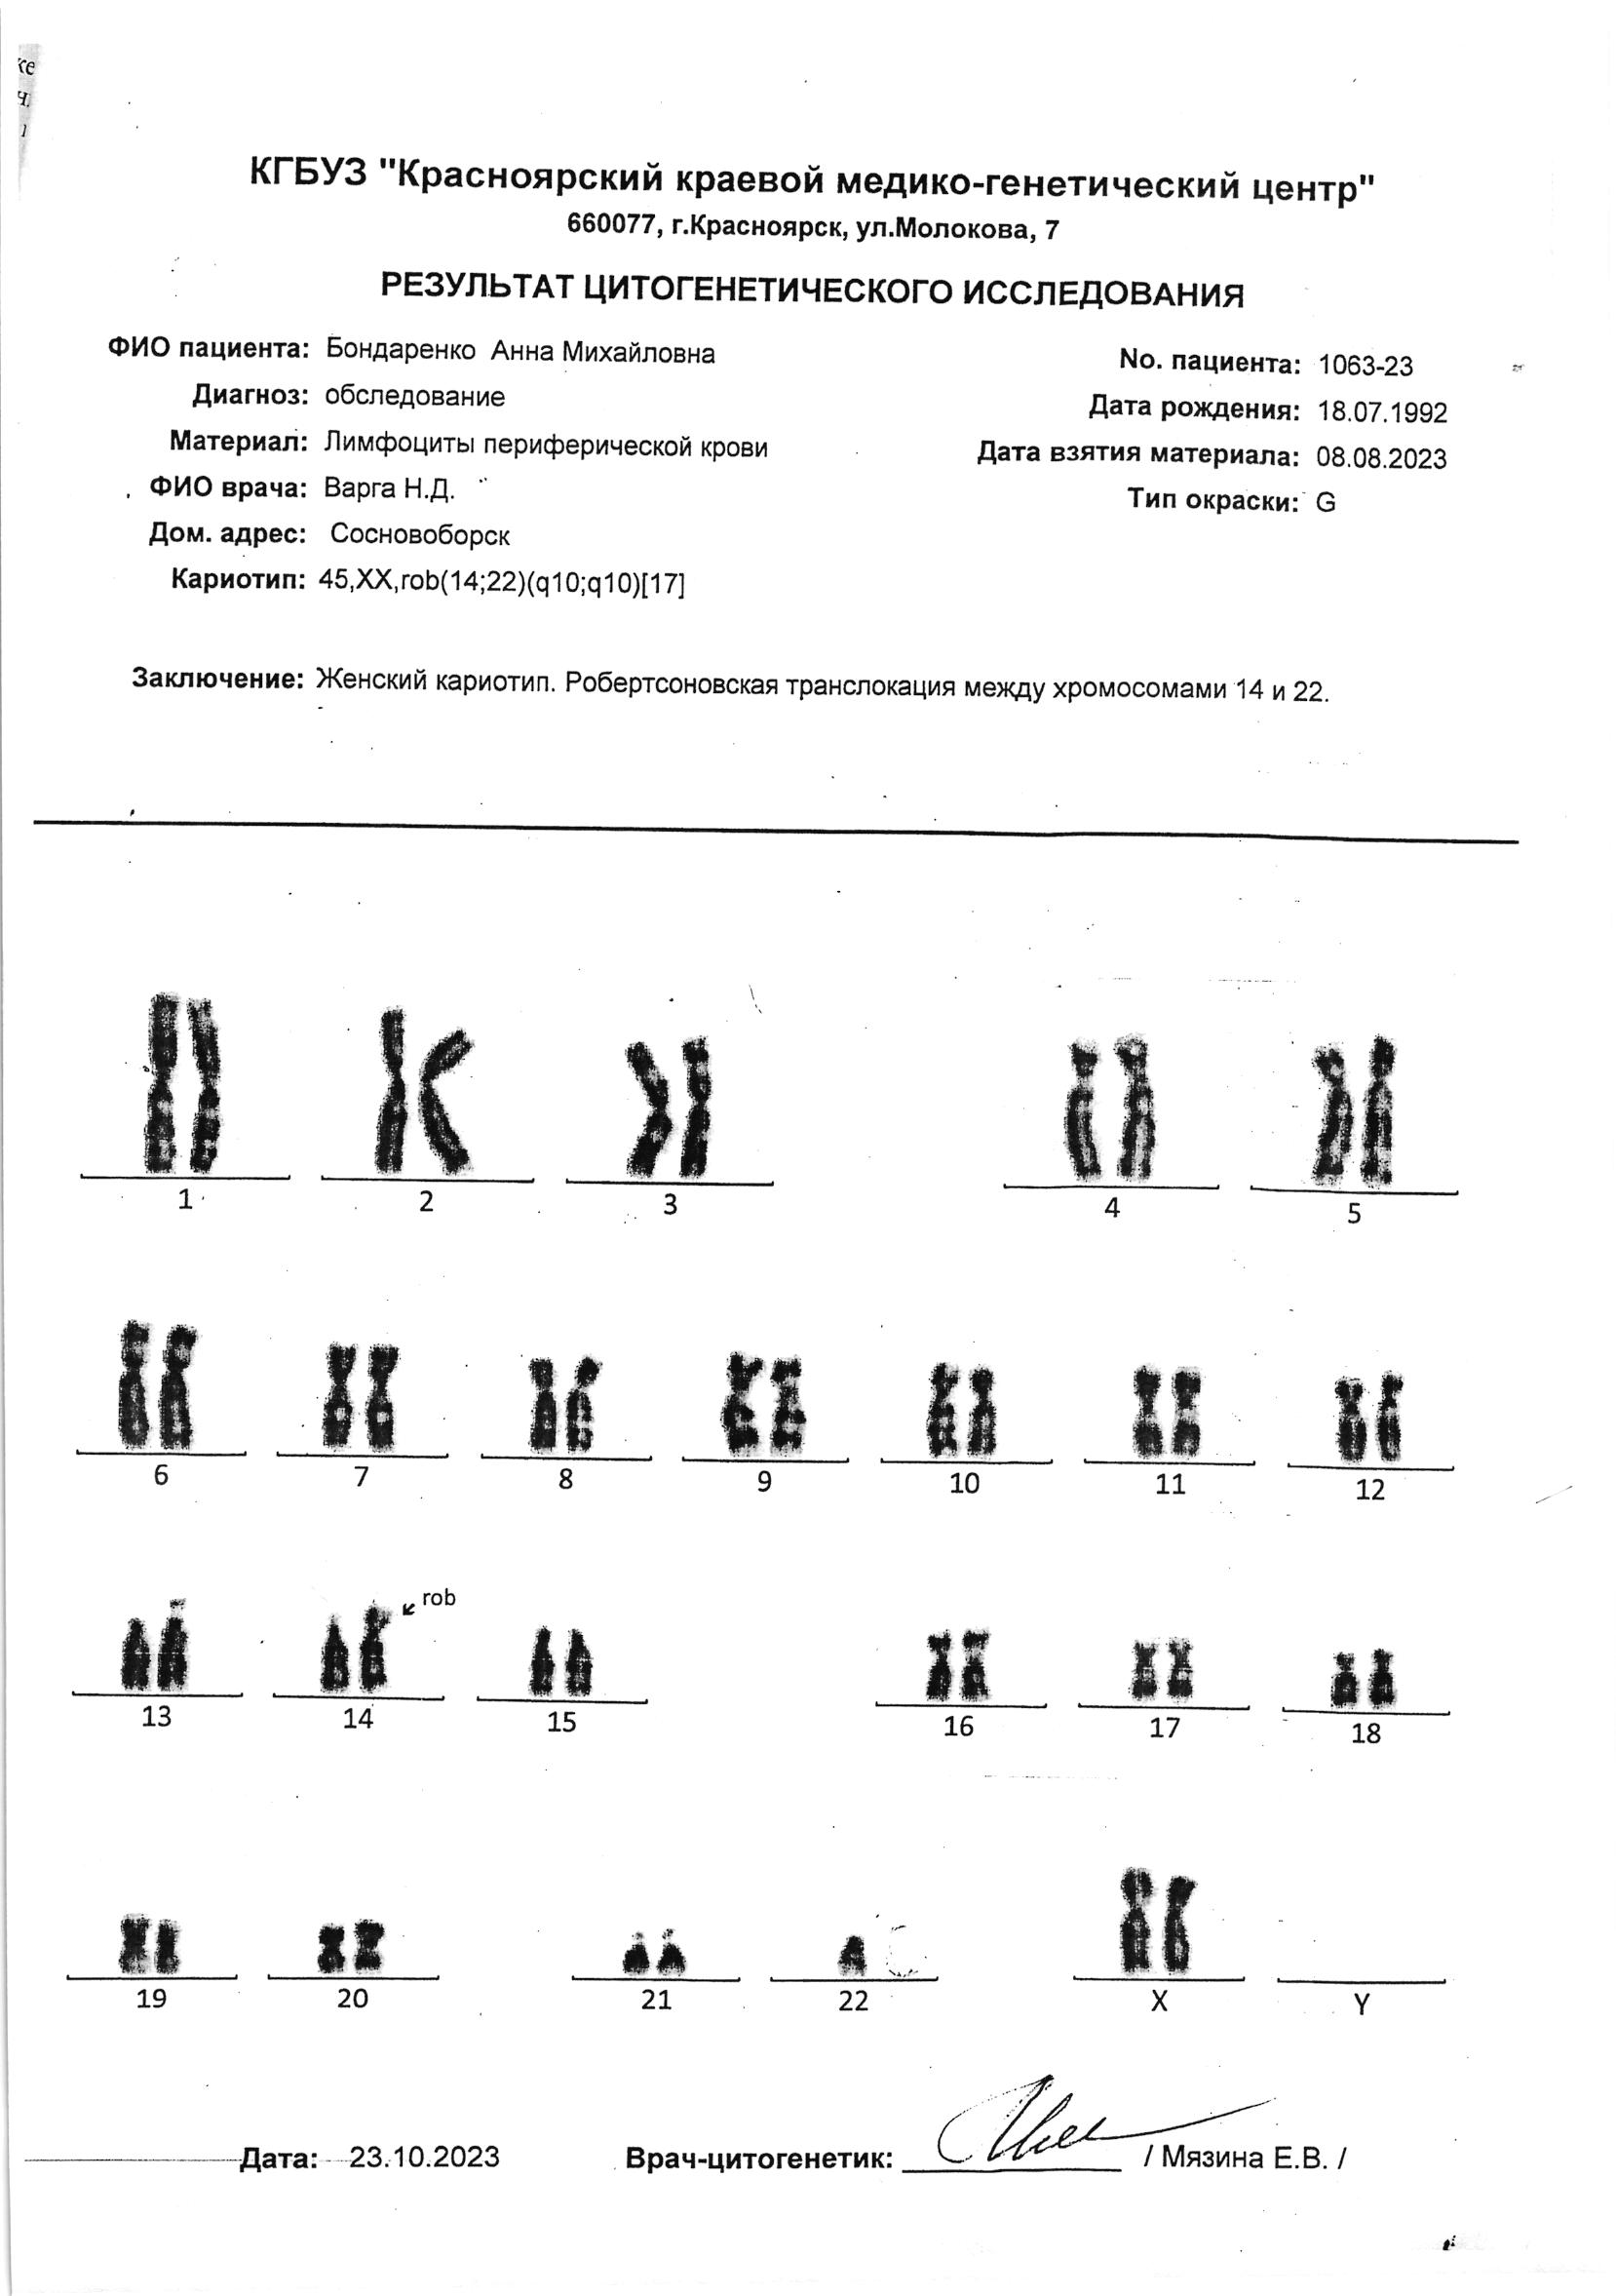 ке
ч.
КГБУЗ "Красноярский краевой медико-генетический центр"
660077, г.Красноярск, ул.Молокова, 7
РЕЗУЛЬТАТ ЦИТОГЕНЕТИЧЕСКОГО ИССЛЕДОВАНИЯ
ФИО пациента: Бондаренко Анна Михайловна
No. пациента: 1063-23
Диагноз: обследование
Дата рождения: 18.07.1992
Материал: Лимфоциты периферической крови
Дата взятия материала: 08.08.2023
ФИО врача: Варга Н.Д.
Тип окраски: G
Дом. адрес: Сосновоборск
Кариотип: 45,XX,rob(14;22)(q10;q10)[17]
Заключение: Женский кариотип. Робертсоновская транслокация между хромосомами 14 и 22.
1 2 3 4 5
6 7 8 9 10 11 12
rob
13 14 15 16 17 18
19 20 21 22 X Y
Дата: 23.10.2023 Врач-цитогенетик: / Мязина Е.В. /